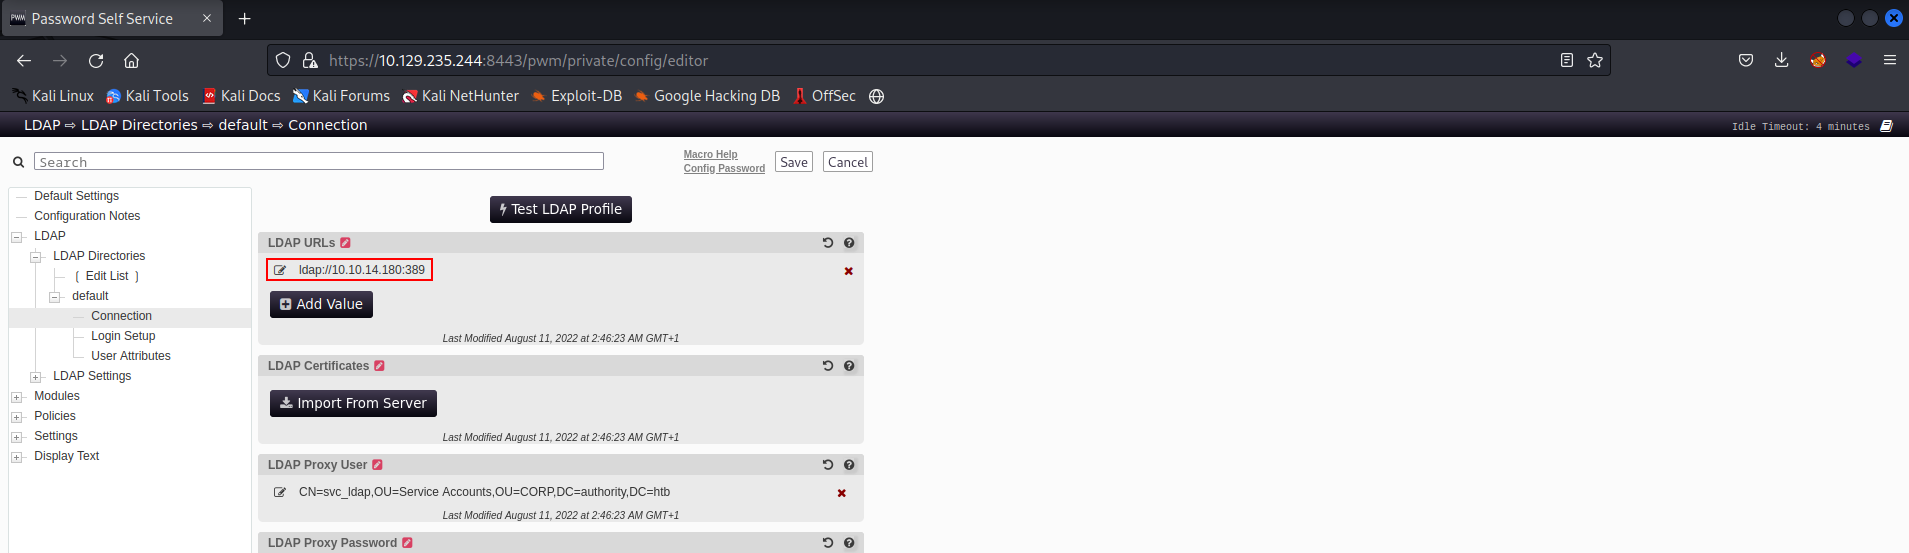 PWM Password Self Service
https://10.129.235.244:8443/pwm/private/config/editor
Kali Linux Kali Tools Kali Docs Kali Forums Kali NetHunter Exploit-DB Google Hacking DB OffSec
LDAP ⇨ LDAP Directories ⇨ default ⇨ Connection
Idle Timeout: 4 minutes
Search
Macro Help
Config Password
Save Cancel
Default Settings
Configuration Notes
LDAP
LDAP Directories
[ Edit List ]
default
Connection
Login Setup
User Attributes
LDAP Settings
Modules
Policies
Settings
Display Text
Test LDAP Profile
LDAP URLs
ldap://10.10.14.180:389
Add Value
Last Modified August 11, 2022 at 2:46:23 AM GMT+1
LDAP Certificates
Import From Server
Last Modified August 11, 2022 at 2:46:23 AM GMT+1
LDAP Proxy User
CN=svc_ldap,OU=Service Accounts,OU=CORP,DC=authority,DC=htb
Last Modified August 11, 2022 at 2:46:23 AM GMT+1
LDAP Proxy Password